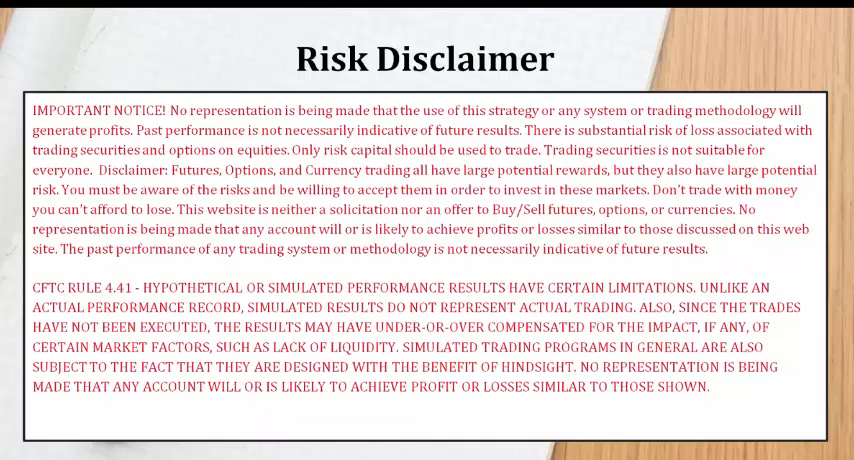 Risk Disclaimer
IMPORTANT NOTICE! No representation is being made that the use of this strategy or any system or trading methodology will
generate profits. Past performance is not necessarily indicative of future results. There is substantial risk of loss associated with
trading securities and options on equities. Only risk capital should be used to trade. Trading securities is not suitable for
everyone. Disclaimer: Futures, Options, and Currency trading all have large potential rewards, but they also have large potential
risk. You must be aware of the risks and be willing to accept them in order to invest in these markets. Don't trade with money
you can't afford to lose. This website is neither a solicitation nor an offer to Buy/Sell futures, options, or currencies. No
representation is being made that any account will or is likely to achieve profits or losses similar to those discussed on this web
site. The past performance of any trading system or methodology is not necessarily indicative of future results.
CFTC RULE 4.41 - HYPOTHETICAL OR SIMULATED PERFORMANCE RESULTS HAVE CERTAIN LIMITATIONS. UNLIKE AN
ACTUAL PERFORMANCE RECORD, SIMULATED RESULTS DO NOT REPRESENT ACTUAL TRADING. ALSO, SINCE THE TRADES
HAVE NOT BEEN EXECUTED, THE RESULTS MAY HAVE UNDER-OR-OVER COMPENSATED FOR THE IMPACT, IF ANY, OF
CERTAIN MARKET FACTORS, SUCH AS LACK OF LIQUIDITY. SIMULATED TRADING PROGRAMS IN GENERAL ARE ALSO
SUBJECT TO THE FACT THAT THEY ARE DESIGNED WITH THE BENEFIT OF HINDSIGHT. NO REPRESENTATION IS BEING
MADE THAT ANY ACCOUNT WILL OR IS LIKELY TO ACHIEVE PROFIT OR LOSSES SIMILAR TO THOSE SHOWN.